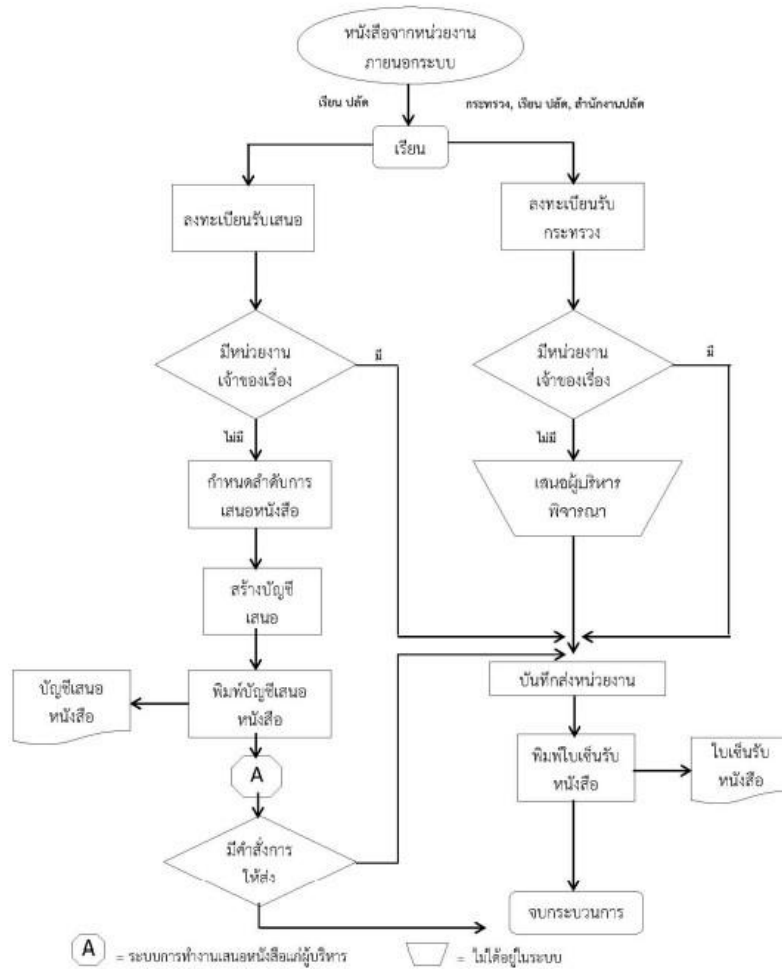 หนังสือจากหน่วยงาน
ภายนอกระบบ
เรียน ปลัด
กระทรวง, เรียน ปลัด, สำนักงานปลัด
เรียน
ลงทะเบียนรับเสนอ
ลงทะเบียนรับ
กระทรวง
มีหน่วยงาน
เจ้าของเรื่อง
มี
มีหน่วยงาน
เจ้าของเรื่อง
มี
ไม่มี
ไม่มี
กำหนดลำดับการ
เสนอหนังสือ
เสนอผู้บริหาร
พิจารณา
สร้างบัญชี
เสนอ
บัญชีเสนอ
หนังสือ
พิมพ์บัญชีเสนอ
หนังสือ
บันทึกส่งหน่วยงาน
พิมพ์ใบเซ็นรับ
หนังสือ
ใบเซ็นรับ
หนังสือ
A
มีคำสั่งการ
ให้ส่ง
จบกระบวนการ
A = ระบบการทำงานเสนอหนังสือแก่ผู้บริหาร
= ไม่ได้อยู่ในระบบ